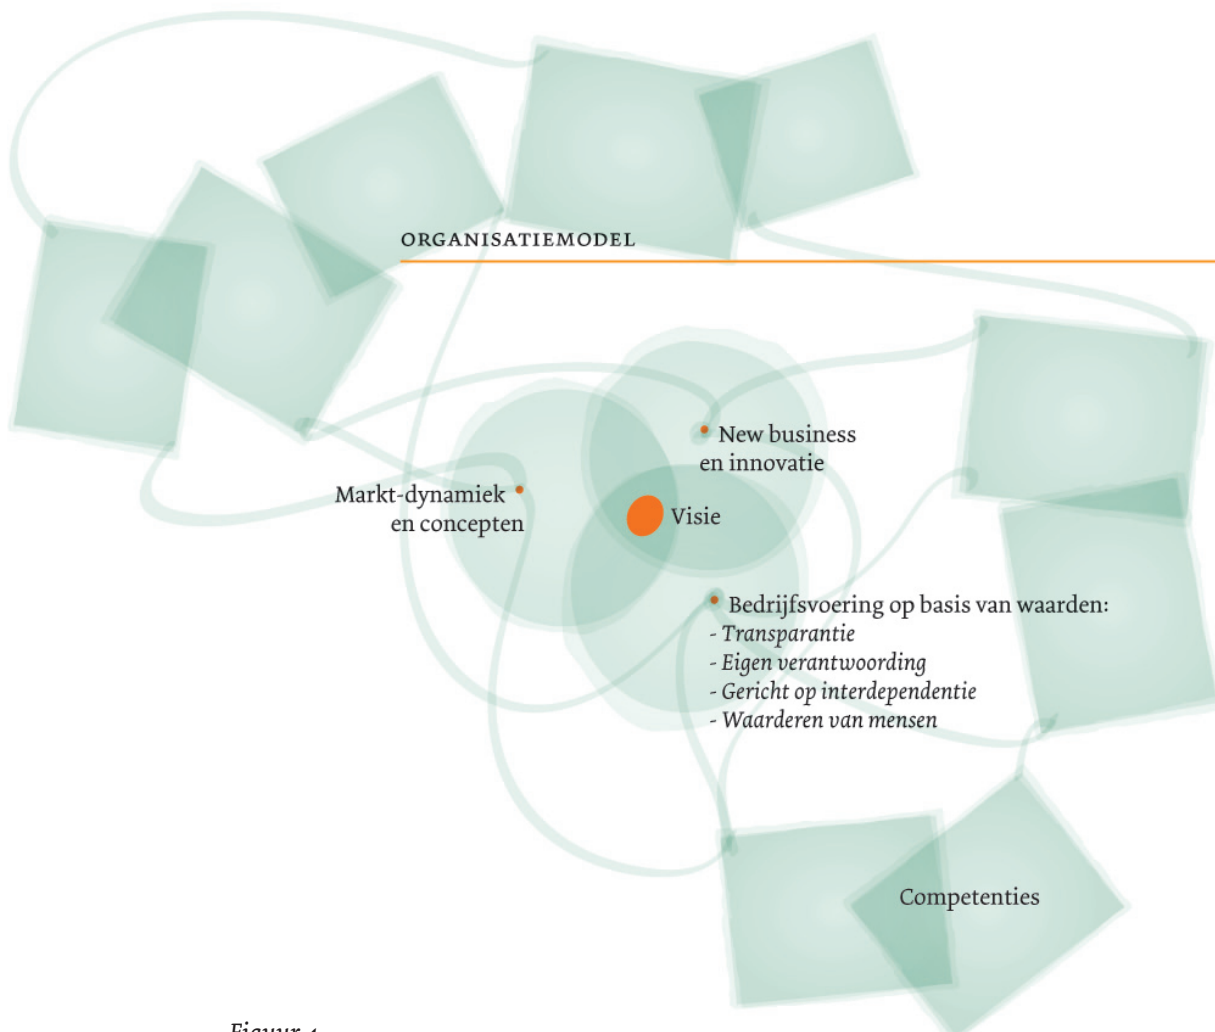 ORGANISATIEMODEL
New business
en innovatie
Markt-dynamiek
en concepten
Visie
Bedrijfsvoering op basis van waarden:
- Transparantie
- Eigen verantwoording
- Gericht op interdependentie
- Waarderen van mensen
Competenties
Figuur